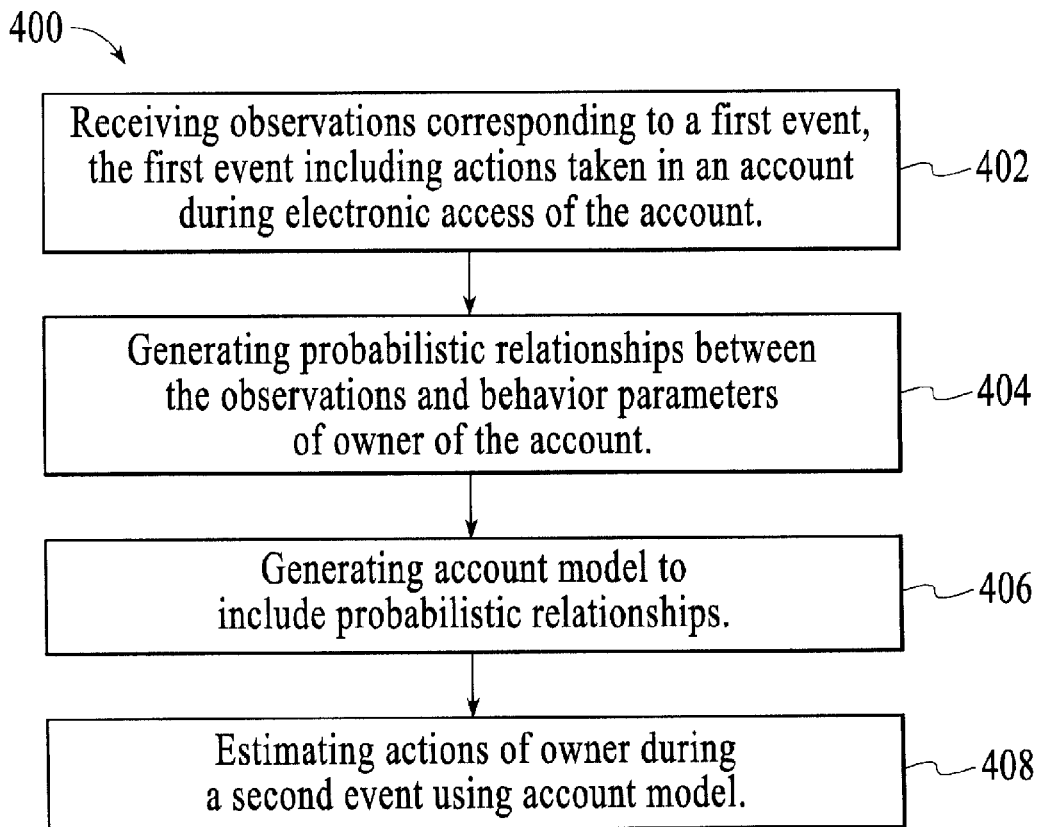 400
Receiving observations corresponding to a first event,
the first event including actions taken in an account
during electronic access of the account.
402
Generating probabilistic relationships between
the observations and behavior parameters
of owner of the account.
404
Generating account model to
include probabilistic relationships.
406
Estimating actions of owner during
a second event using account model.
408